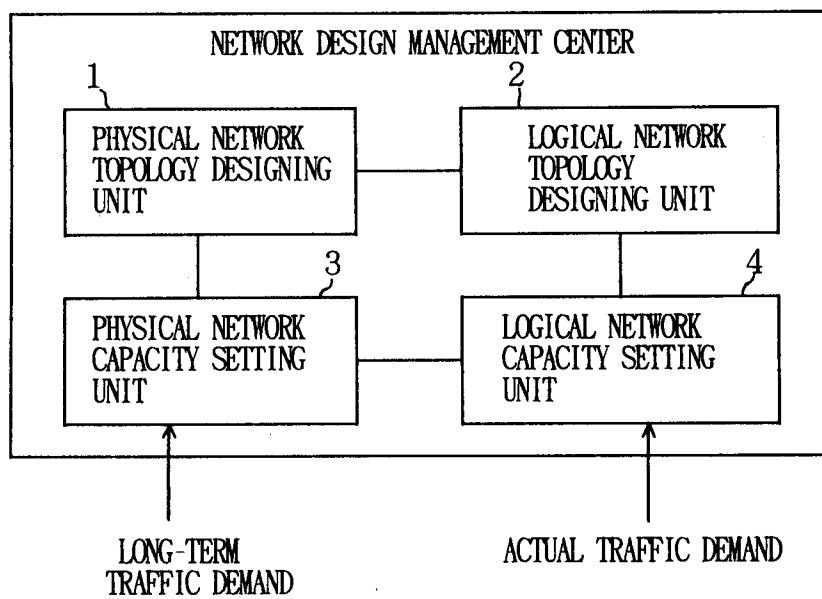 NETWORK DESIGN MANAGEMENT CENTER
1
PHYSICAL NETWORK
TOPOLOGY DESIGNING
UNIT
2
LOGICAL NETWORK
TOPOLOGY
DESIGNING UNIT
3
PHYSICAL NETWORK
CAPACITY SETTING
UNIT
4
LOGICAL NETWORK
CAPACITY SETTING
UNIT
LONG-TERM
TRAFFIC DEMAND
ACTUAL TRAFFIC DEMAND